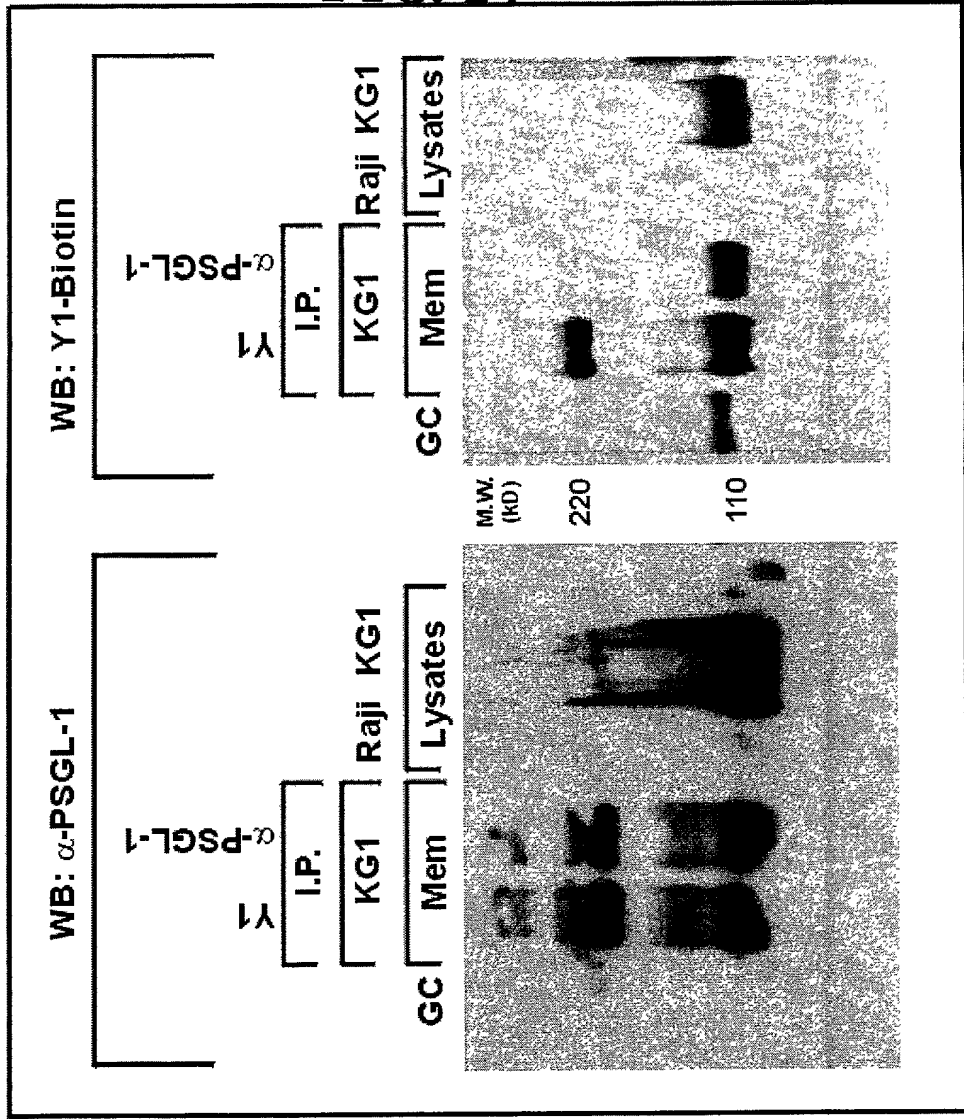 WB: α-PSGL-1
Y1
α-PSGL-1
I.P.
KG1
Raji KG1
GC
Mem
Lysates
M.W.
(kD)
220
110
WB: Y1-Biotin
Y1
α-PSGL-1
I.P.
KG1
Raji KG1
GC
Mem
Lysates